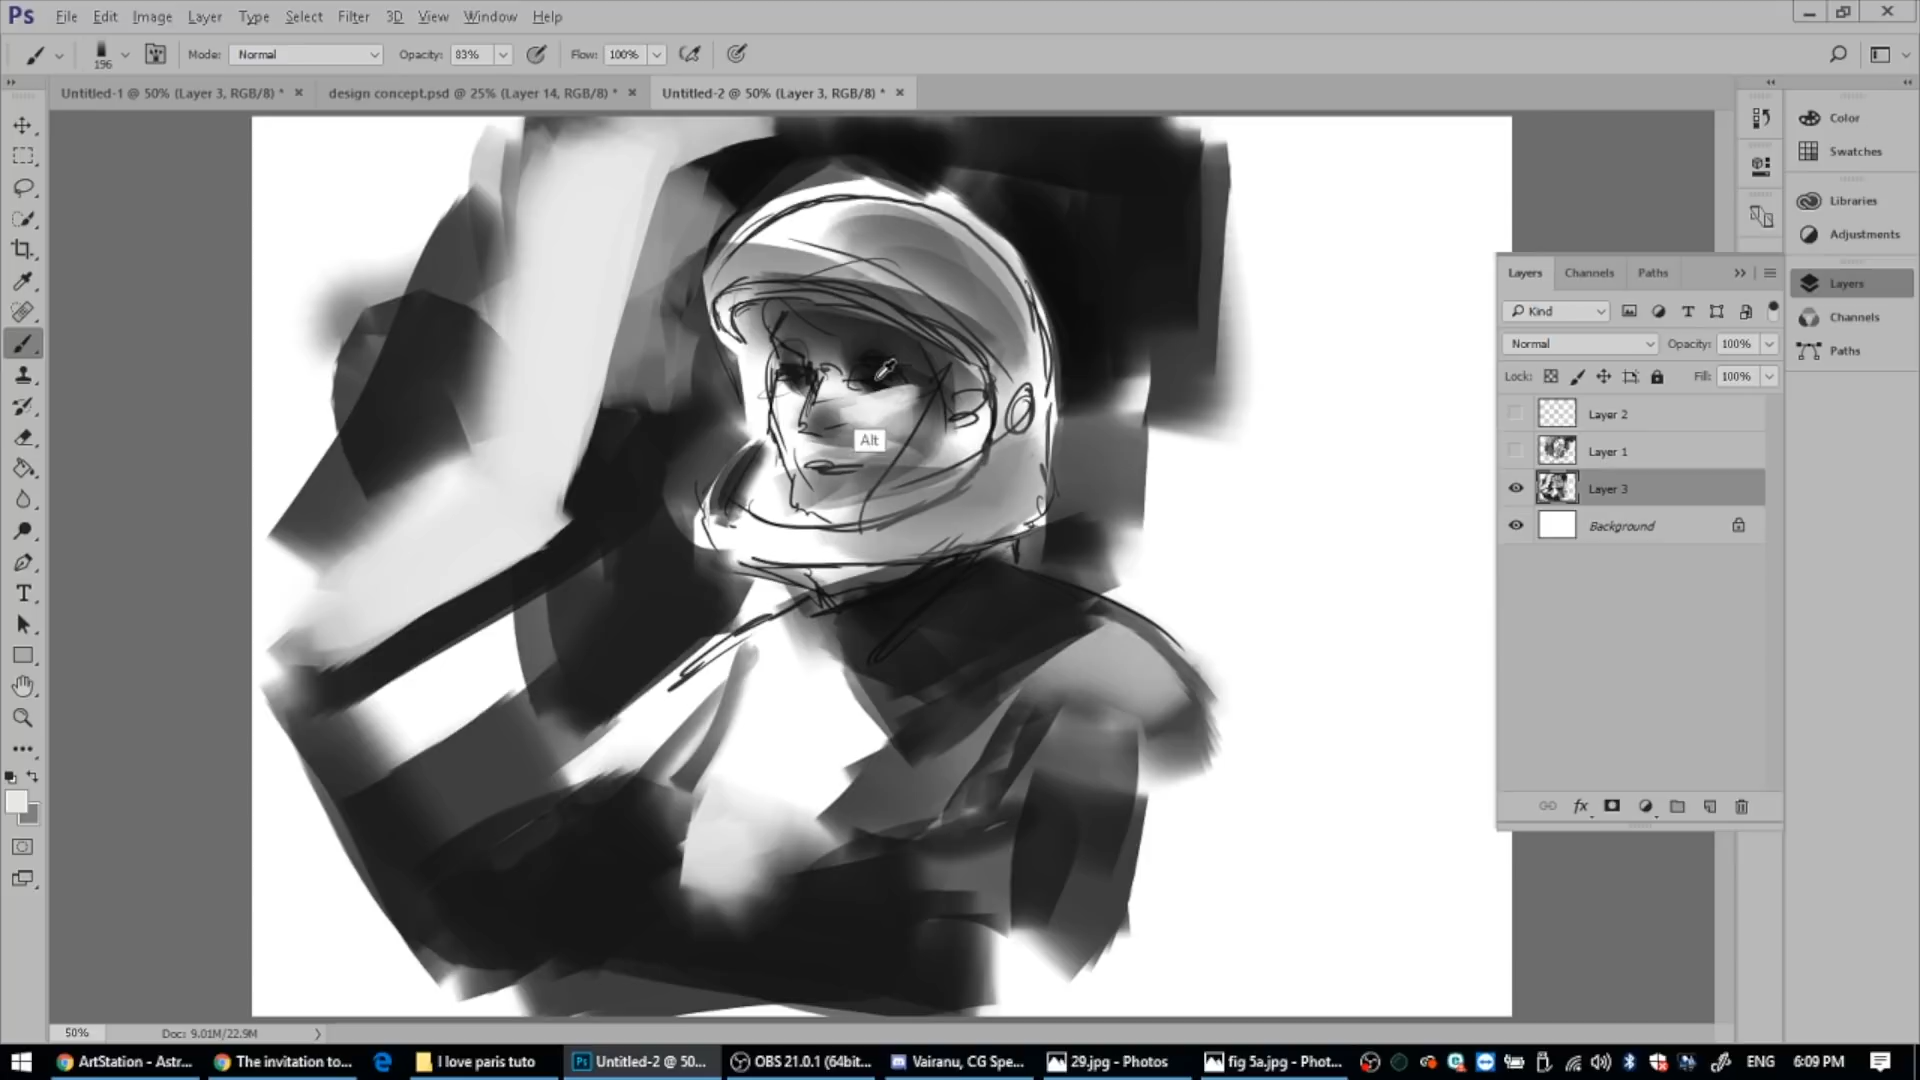 Ps File Edit Image Layer Type Select Filter 3D View Window Help
196 Mode: Normal Opacity: 83% Flow: 100%
Untitled-1 @ 50% (Layer 3, RGB/8) * × design concept.psd @ 25% (Layer 14, RGB/8) * × Untitled-2 @ 50% (Layer 3, RGB/8) * ×
Color
Swatches
Libraries
Adjustments
Layers
Channels
Paths
Layers Channels Paths
Kind
Normal Opacity: 100%
Lock: Fill: 100%
Layer 2
Layer 1
Layer 3
Background
fx
Alt
50% Doc: 9.01M/22.9M
ArtStation - Astr... The invitation to... I love paris tuto Ps Untitled-2 @ 50... OBS 21.0.1 (64bit... Vairanu, CG Spe... 29.jpg - Photos fig 5a.jpg - Phot... ENG 6:09 PM